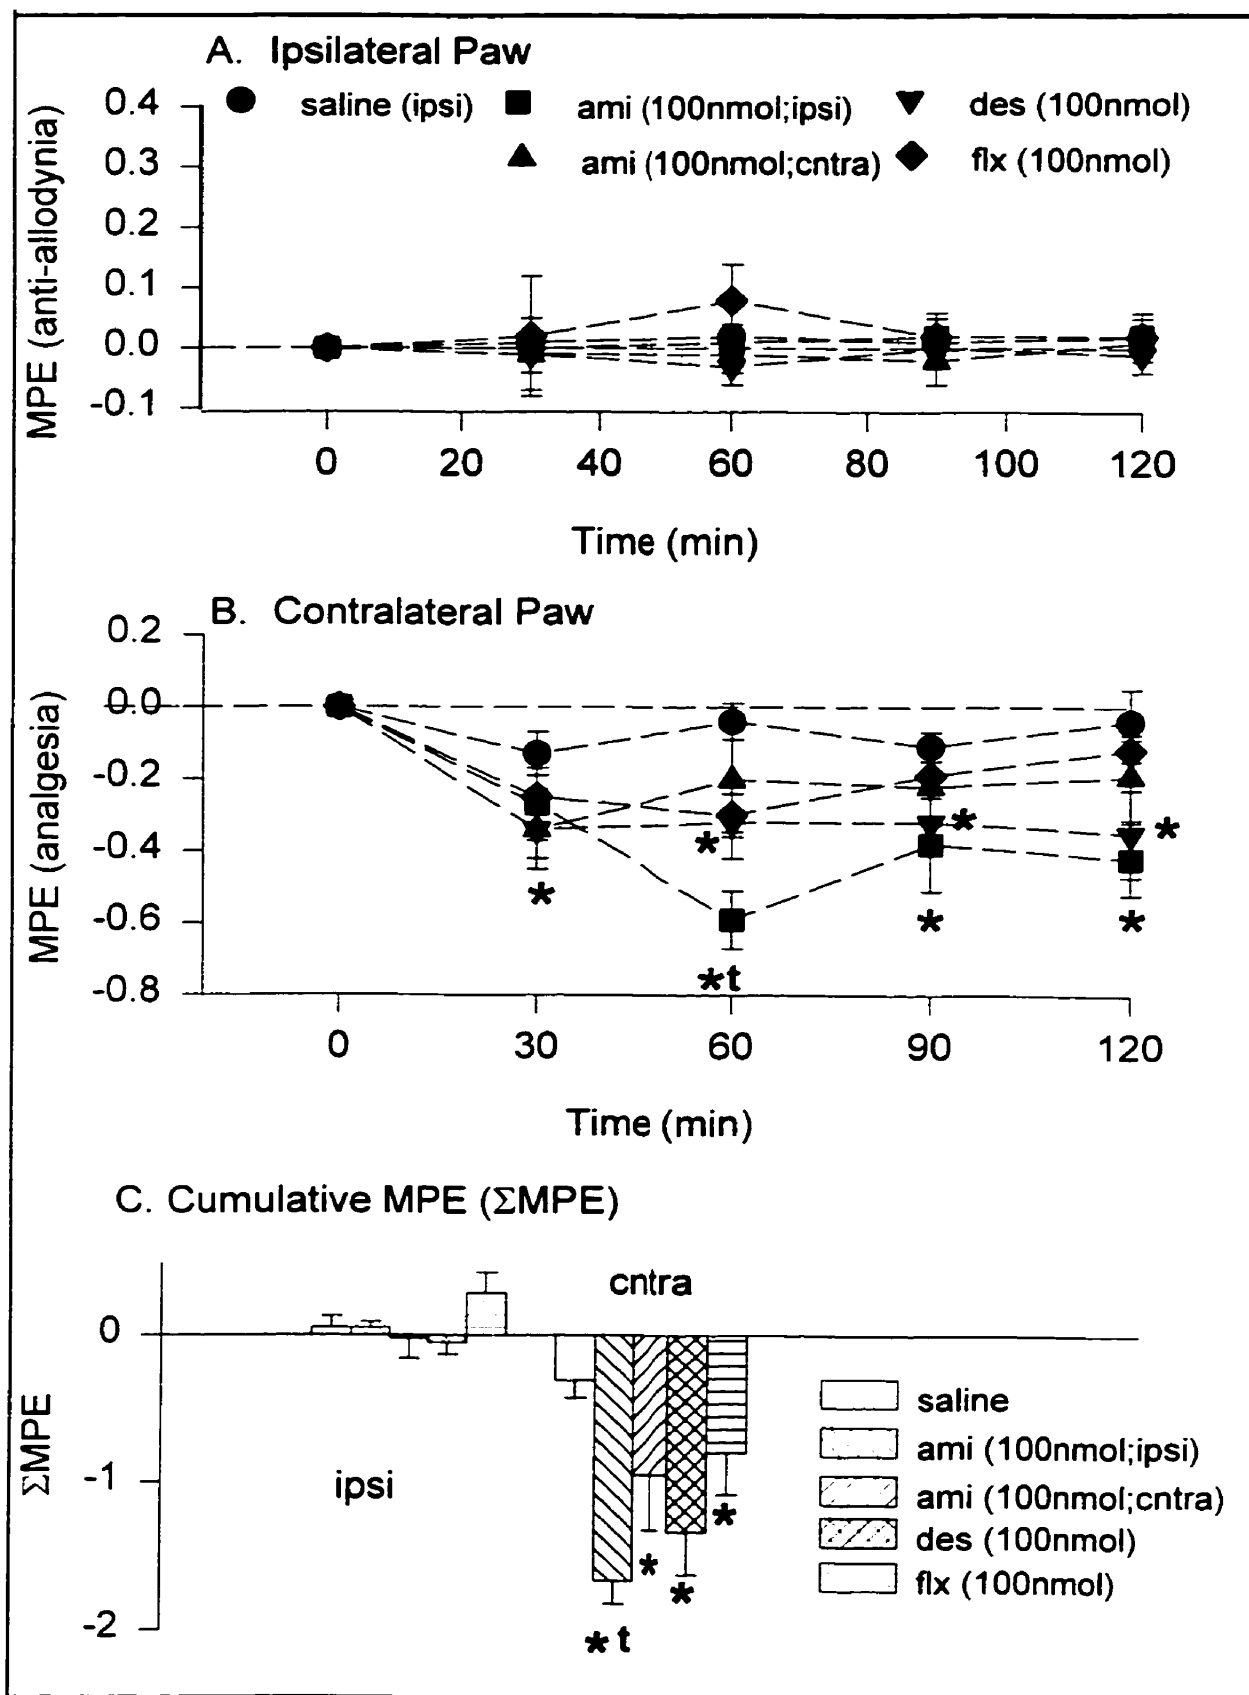 A. Ipsilateral Paw
saline (ipsi) ami (100nmol;ipsi) des (100nmol)
ami (100nmol;cntra) flx (100nmol)
MPE (anti-allodynia)
0.4
0.3
0.2
0.1
0.0
-0.1
0 20 40 60 80 100 120
Time (min)
B. Contralateral Paw
MPE (analgesia)
0.2
0.0
-0.2
-0.4
-0.6
-0.8
*
*
*
*
*
*
*t
0 30 60 90 120
Time (min)
C. Cumulative MPE (ΣMPE)
ΣMPE
0
-1
-2
cntra
ipsi
*
*
*
* t
saline
ami (100nmol;ipsi)
ami (100nmol;cntra)
des (100nmol)
flx (100nmol)